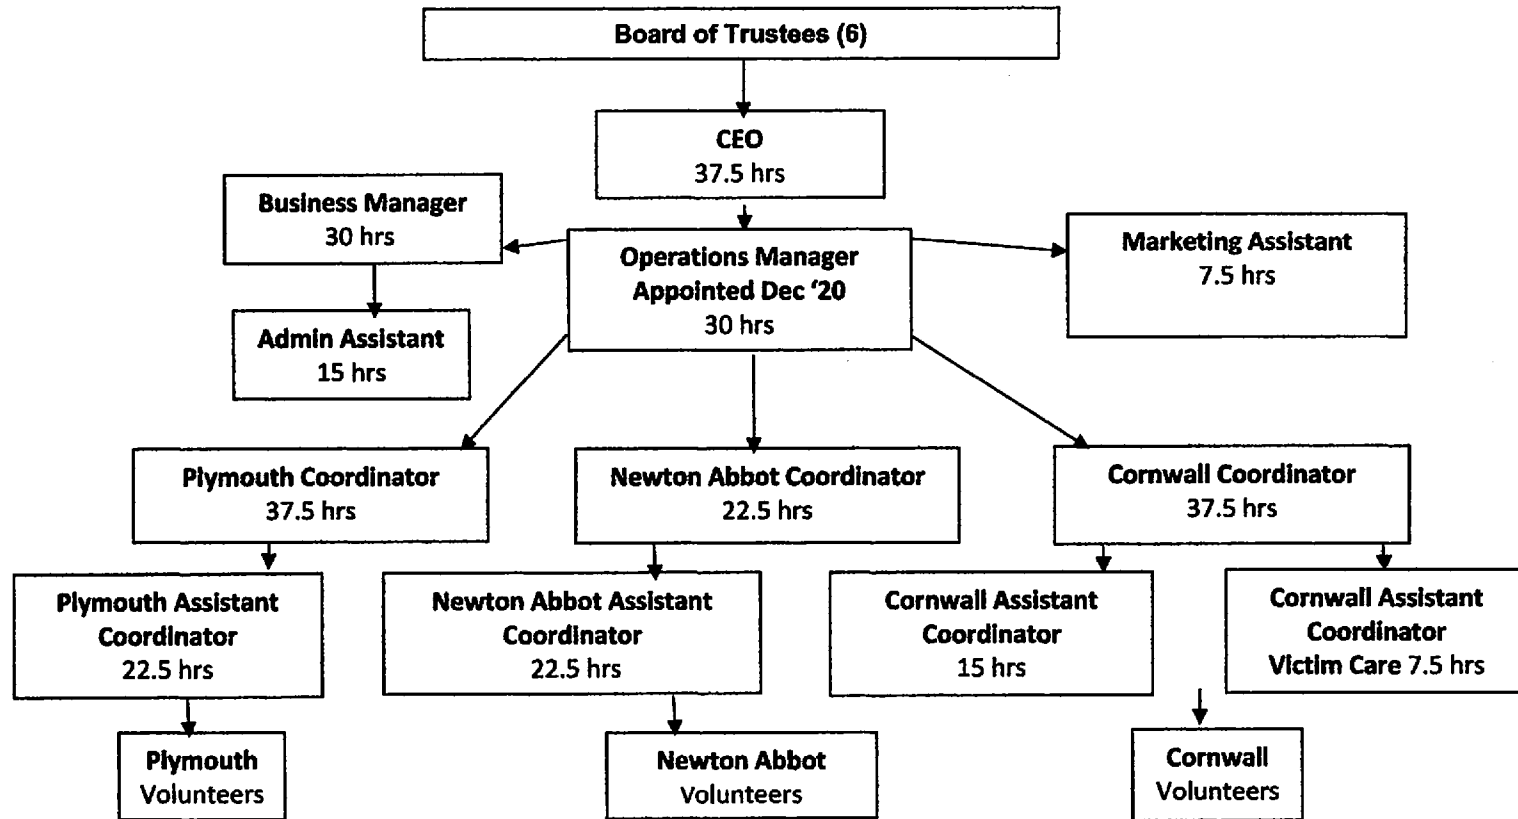 Board of Trustees (6)
CEO
37.5 hrs
Business Manager
30 hrs
Operations Manager
Appointed Dec ‘20
30 hrs
Marketing Assistant
7.5 hrs
Admin Assistant
15 hrs
Plymouth Coordinator
37.5 hrs
Newton Abbot Coordinator
22.5 hrs
Cornwall Coordinator
37.5 hrs
Plymouth Assistant
Coordinator
22.5 hrs
Newton Abbot Assistant
Coordinator
22.5 hrs
Cornwall Assistant
Coordinator
15 hrs
Cornwall Assistant
Coordinator
Victim Care 7.5 hrs
Plymouth
Volunteers
Newton Abbot
Volunteers
Cornwall
Volunteers